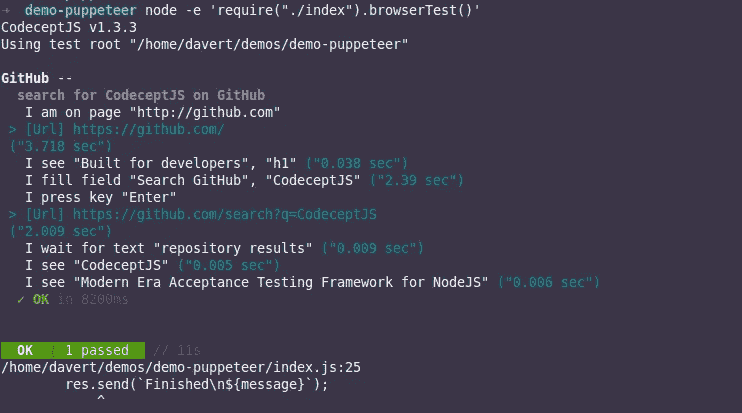 → demo-puppeteer node -e 'require("./index").browserTest()'
CodeceptJS v1.3.3
Using test root "/home/davert/demos/demo-puppeteer"
GitHub --
search for CodeceptJS on GitHub
I am on page "http://github.com"
> [Url] https://github.com/
("3.718 sec")
I see "Built for developers", "h1" ("0.038 sec")
I fill field "Search GitHub", "CodeceptJS" ("2.39 sec")
I press key "Enter"
> [Url] https://github.com/search?q=CodeceptJS
("2.009 sec")
I wait for text "repository results" ("0.009 sec")
I see "CodeceptJS" ("0.005 sec")
I see "Modern Era Acceptance Testing Framework for NodeJS" ("0.006 sec")
✓ OK in 8200ms
OK | 1 passed // 11s
/home/davert/demos/demo-puppeteer/index.js:25
res.send(`Finished\n${message}`);
^